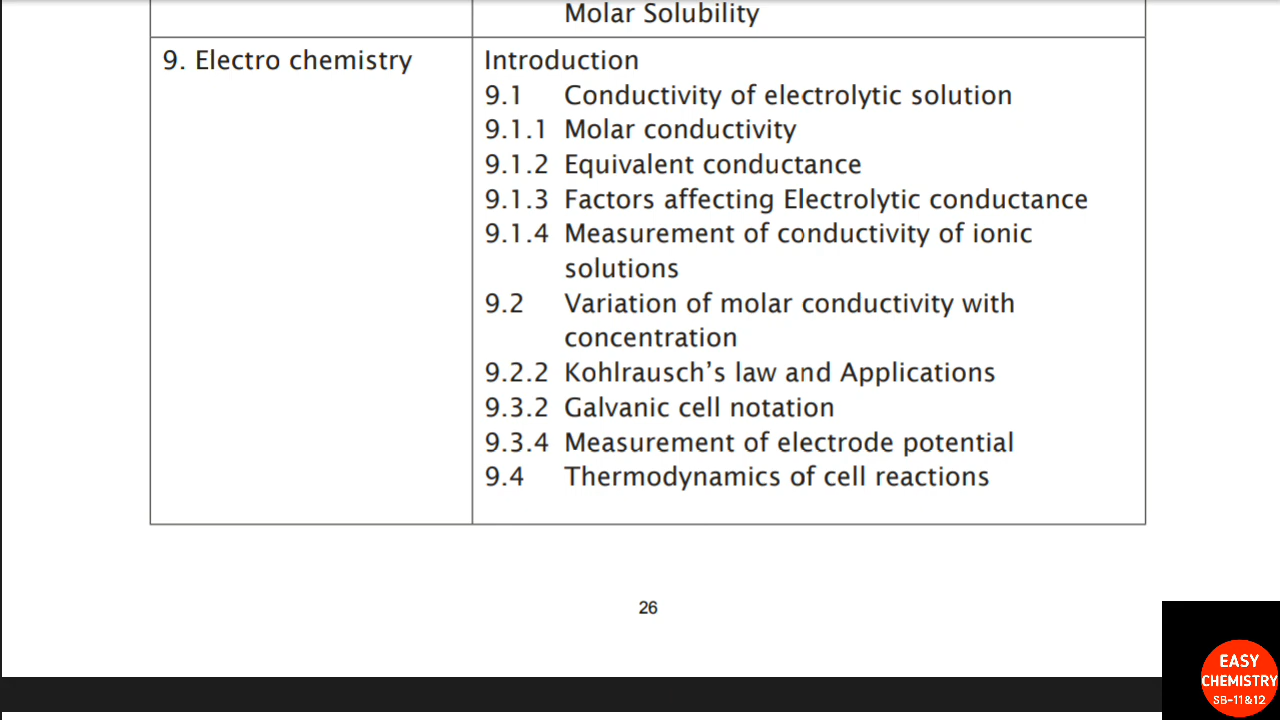 Molar Solubility
9. Electro chemistry
Introduction
9.1 Conductivity of electrolytic solution
9.1.1 Molar conductivity
9.1.2 Equivalent conductance
9.1.3 Factors affecting Electrolytic conductance
9.1.4 Measurement of conductivity of ionic
solutions
9.2 Variation of molar conductivity with
concentration
9.2.2 Kohlrausch's law and Applications
9.3.2 Galvanic cell notation
9.3.4 Measurement of electrode potential
9.4 Thermodynamics of cell reactions
26
EASY
CHEMISTRY
SB-11&12